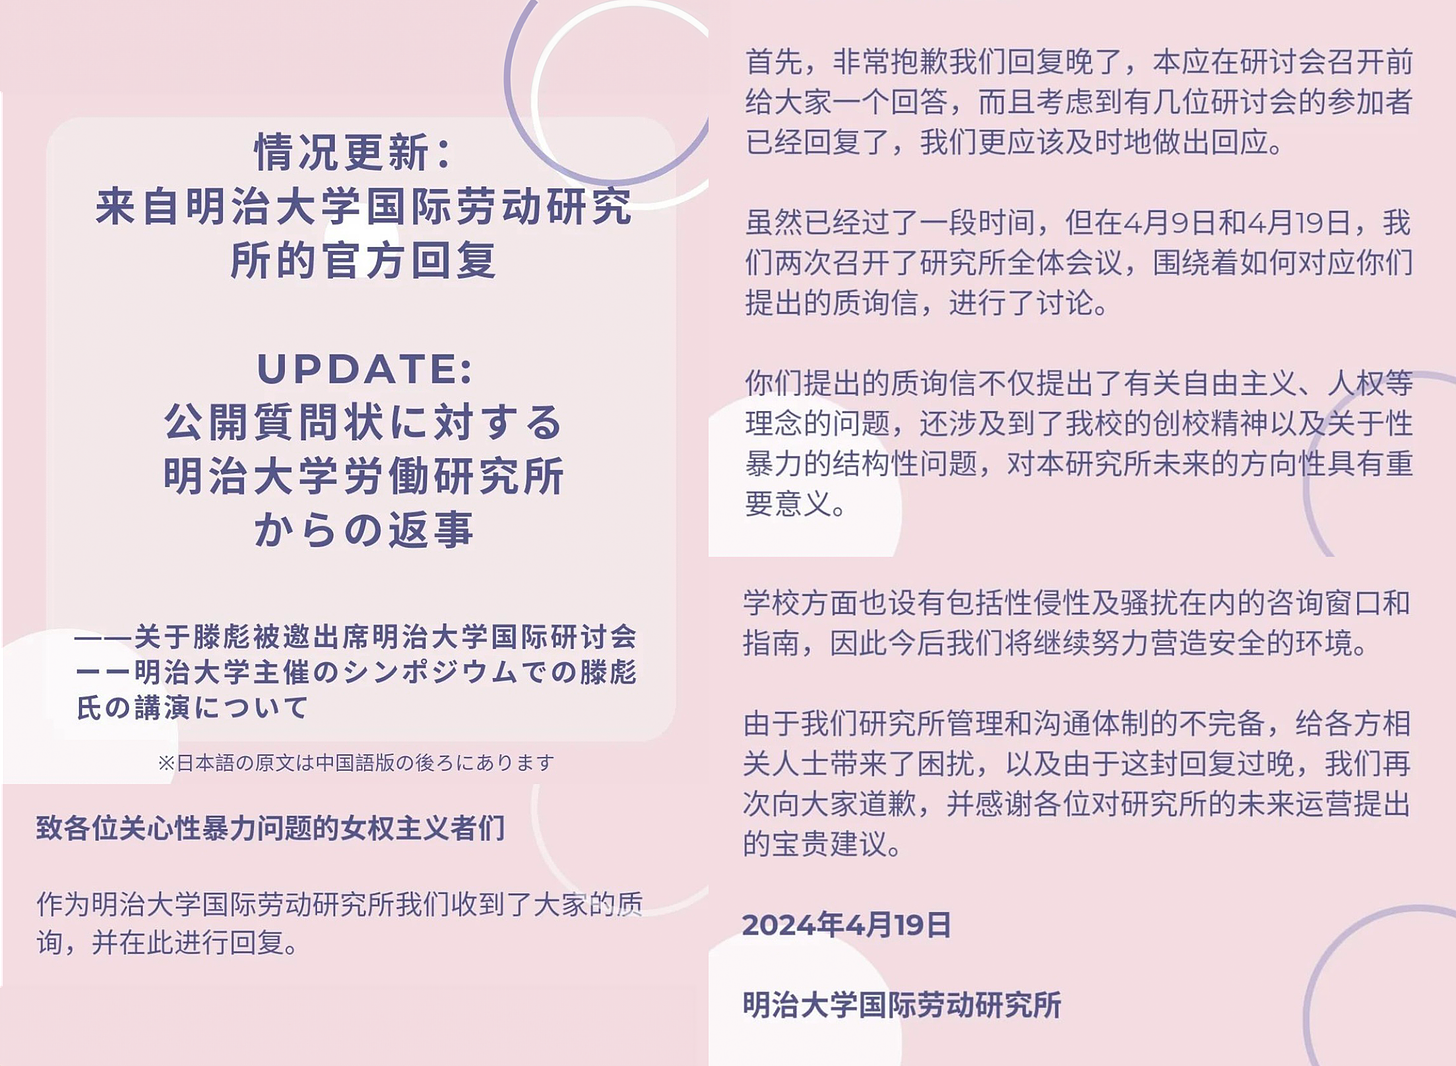 情况更新：
来自明治大学国际劳动研究
所的官方回复
UPDATE:
公開質問状に対する
明治大学労働研究所
からの返事
——关于滕彪被邀出席明治大学国际研讨会
ーー明治大学主催のシンポジウムでの滕彪
氏の講演について
※日本語の原文は中国語版の後ろにあります
致各位关心性暴力问题的女权主义者们
作为明治大学国际劳动研究所我们收到了大家的质
询，并在此进行回复。
首先，非常抱歉我们回复晚了，本应在研讨会召开前
给大家一个回答，而且考虑到有几位研讨会的参加者
已经回复了，我们更应该及时地做出回应。
虽然已经过了一段时间，但在4月9日和4月19日，我
们两次召开了研究所全体会议，围绕着如何对应你们
提出的质询信，进行了讨论。
你们提出的质询信不仅提出了有关自由主义、人权等
理念的问题，还涉及到了我校的创校精神以及关于性
暴力的结构性问题，对本研究所未来的方向性具有重
要意义。
学校方面也设有包括性侵性及骚扰在内的咨询窗口和
指南，因此今后我们将继续努力营造安全的环境。
由于我们研究所管理和沟通体制的不完备，给各方相
关人士带来了困扰，以及由于这封回复过晚，我们再
次向大家道歉，并感谢各位对研究所的未来运营提出
的宝贵建议。
2024年4月19日
明治大学国际劳动研究所